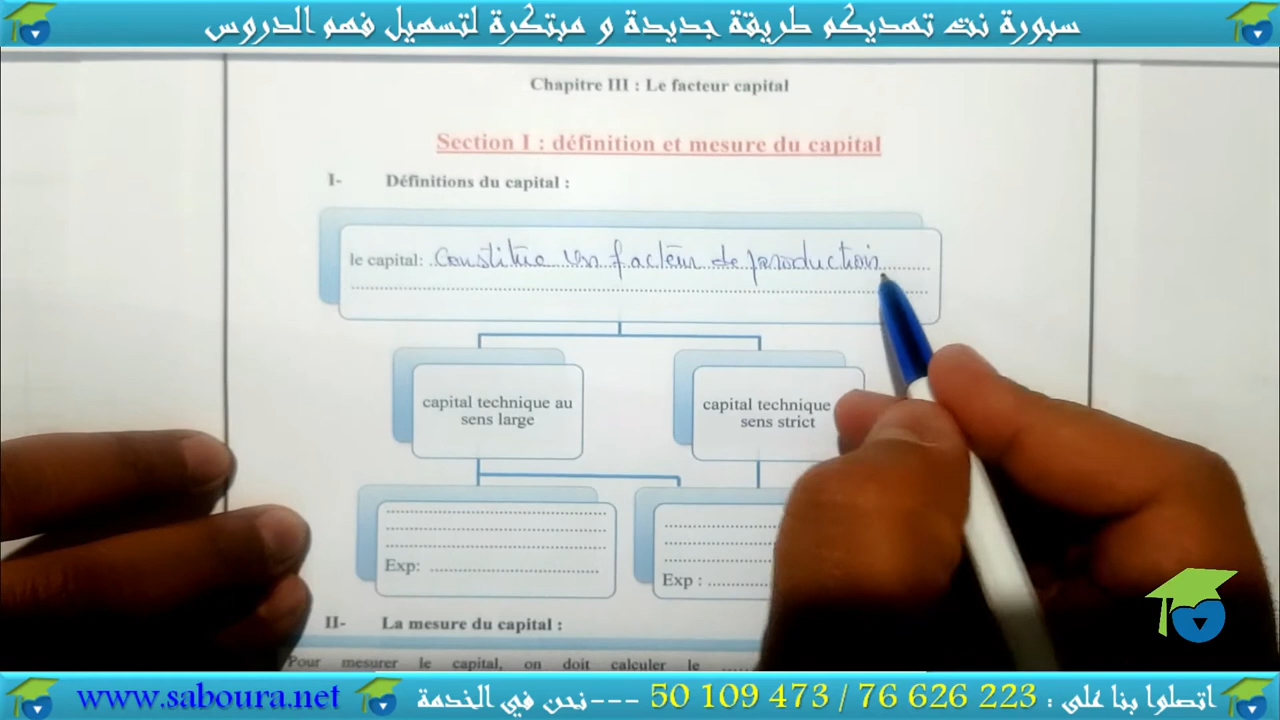 سبورة نت تهديكم طريقة جديدة و مبتكرة لتسهيل فهم الدروس
Chapitre III : Le facteur capital
Section I : définition et mesure du capital
I- Définitions du capital :
le capital: Constitue un facteur de production
capital technique au
sens large
capital technique
sens strict
Exp:
Exp :
II- La mesure du capital :
Pour mesurer le capital, on doit calculer le
www.saboura.net
اتصلوا بنا على : 50 109 473 / 76 626 223 ---نحن في الخدمة